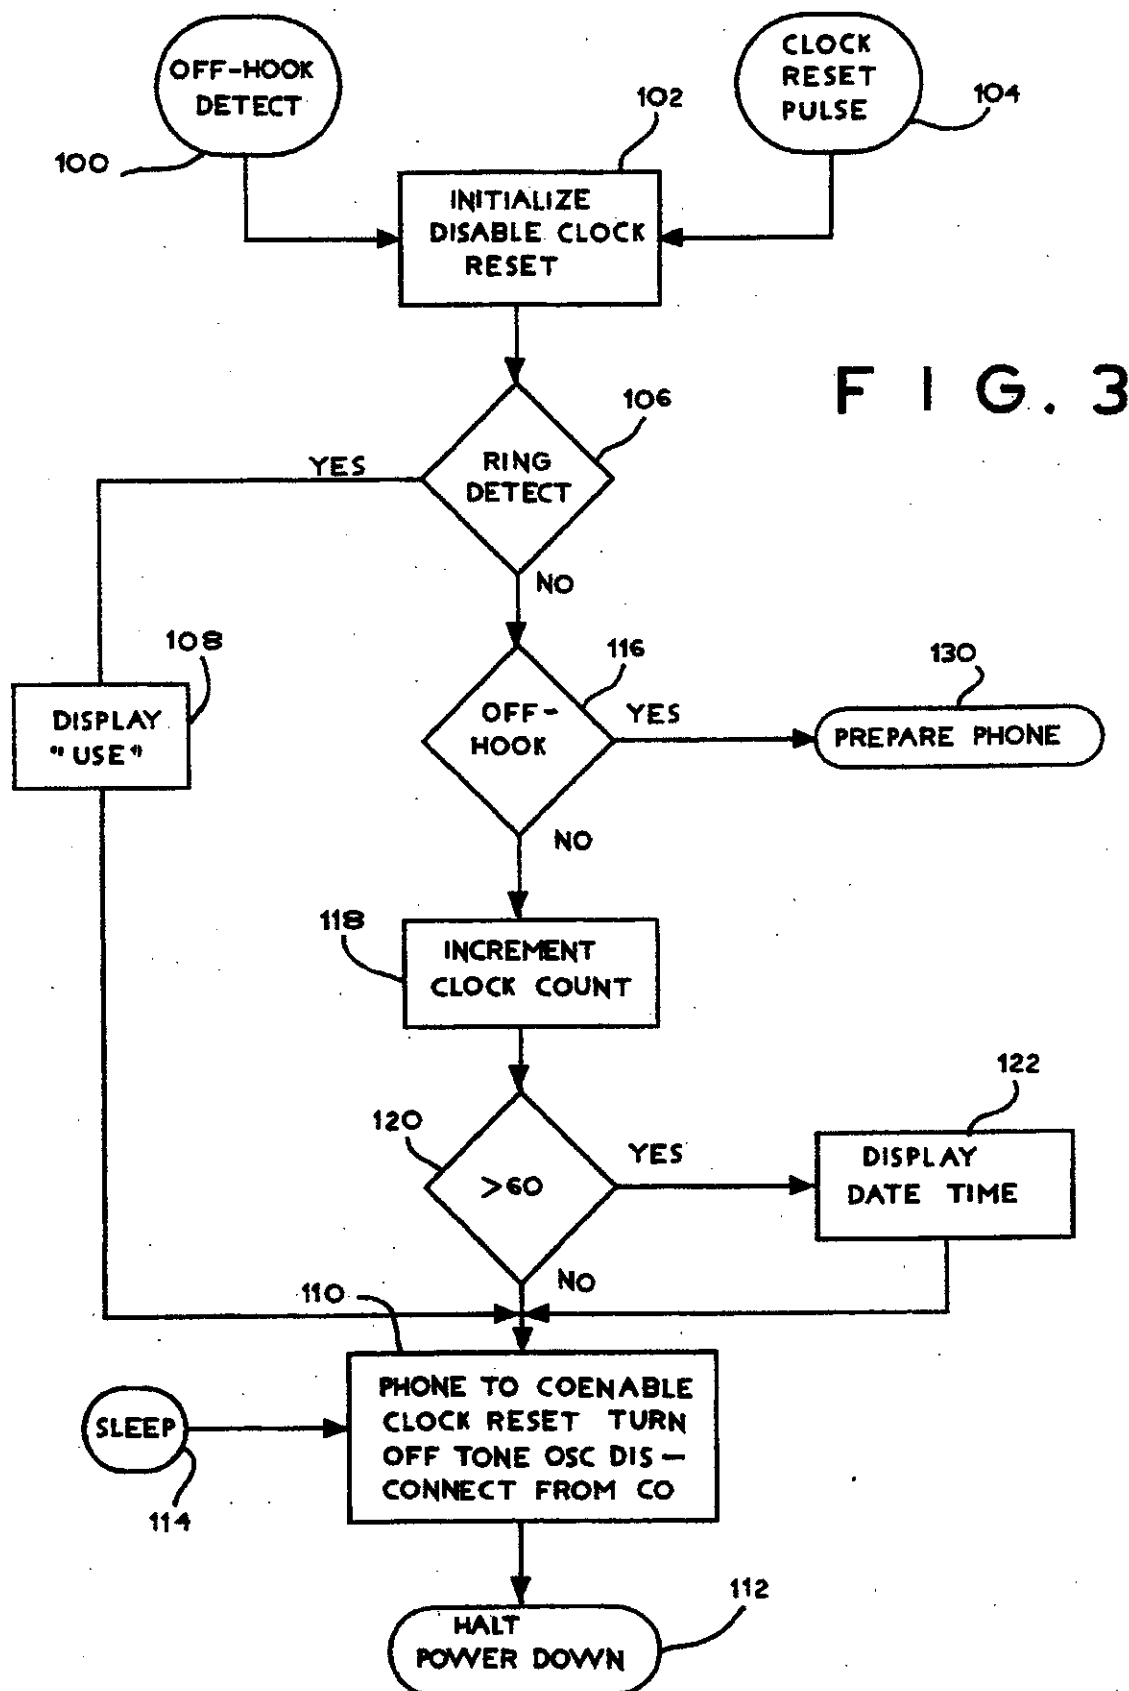 OFF-HOOK
DETECT
100
102
CLOCK
RESET
PULSE
104
INITIALIZE
DISABLE CLOCK
RESET
FIG. 3
106
RING
DETECT
YES
NO
108
DISPLAY
"USE"
116
OFF-
HOOK
YES
130
PREPARE PHONE
NO
118
INCREMENT
CLOCK COUNT
120
>60
YES
122
DISPLAY
DATE TIME
NO
110
PHONE TO COENABLE
CLOCK RESET TURN
OFF TONE OSC DIS-
CONNECT FROM CO
SLEEP
114
112
HALT
POWER DOWN